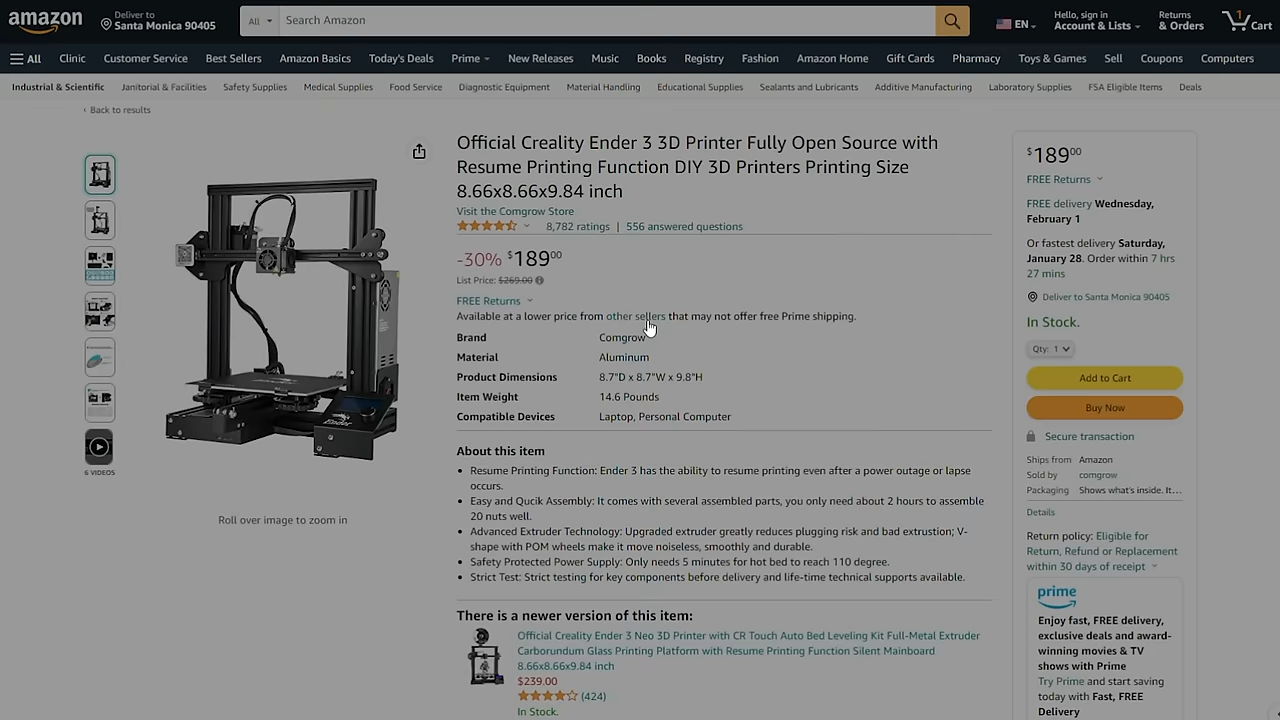 amazon
Deliver to
Santa Monica 90405
All
Search Amazon
EN
Hello, sign in
Account & Lists
Returns
& Orders
1
Cart
All
Clinic
Customer Service
Best Sellers
Amazon Basics
Today's Deals
Prime
New Releases
Music
Books
Registry
Fashion
Amazon Home
Gift Cards
Pharmacy
Toys & Games
Sell
Coupons
Computers
Industrial & Scientific
Janitorial & Facilities
Safety Supplies
Medical Supplies
Food Service
Diagnostic Equipment
Material Handling
Educational Supplies
Sealants and Lubricants
Additive Manufacturing
Laboratory Supplies
FSA Eligible Items
Deals
‹ Back to results
6 VIDEOS
Roll over image to zoom in
Official Creality Ender 3 3D Printer Fully Open Source with
Resume Printing Function DIY 3D Printers Printing Size
8.66x8.66x9.84 inch
Visit the Comgrow Store
8,782 ratings | 556 answered questions
-30% $18900
List Price: $269.00
FREE Returns
Available at a lower price from other sellers that may not offer free Prime shipping.
Brand Comgrow
Material Aluminum
Product Dimensions 8.7"D x 8.7"W x 9.8"H
Item Weight 14.6 Pounds
Compatible Devices Laptop, Personal Computer
About this item
• Resume Printing Function: Ender 3 has the ability to resume printing even after a power outage or lapse
occurs.
• Easy and Qucik Assembly: It comes with several assembled parts, you only need about 2 hours to assemble
20 nuts well.
• Advanced Extruder Technology: Upgraded extruder greatly reduces plugging risk and bad extrustion; V-
shape with POM wheels make it move noiseless, smoothly and durable.
• Safety Protected Power Supply: Only needs 5 minutes for hot bed to reach 110 degree.
• Strict Test: Strict testing for key components before delivery and life-time technical supports available.
There is a newer version of this item:
Official Creality Ender 3 Neo 3D Printer with CR Touch Auto Bed Leveling Kit Full-Metal Extruder
Carborundum Glass Printing Platform with Resume Printing Function Silent Mainboard
8.66x8.66x9.84 inch
$239.00
(424)
In Stock.
$18900
FREE Returns
FREE delivery Wednesday,
February 1
Or fastest delivery Saturday,
January 28. Order within 7 hrs
27 mins
Deliver to Santa Monica 90405
In Stock.
Qty: 1
Add to Cart
Buy Now
Secure transaction
Ships from Amazon
Sold by comgrow
Packaging Shows what's inside. It...
Details
Return policy: Eligible for
Return, Refund or Replacement
within 30 days of receipt
prime
Enjoy fast, FREE delivery,
exclusive deals and award-
winning movies & TV
shows with Prime
Try Prime and start saving
today with Fast, FREE
Delivery